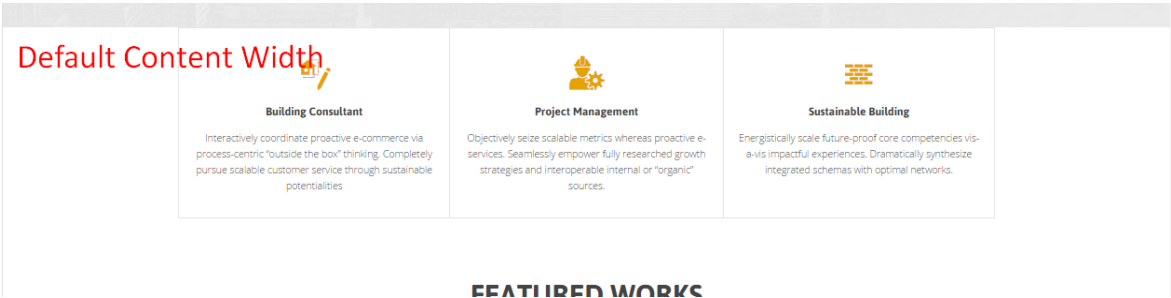 Default Content Width
Building Consultant
Interactively coordinate proactive e-commerce via
process-centric “outside the box” thinking. Completely
pursue scalable customer service through sustainable
potentialities
Project Management
Objectively seize scalable metrics whereas proactive e-
services. Seamlessly empower fully researched growth
strategies and interoperable internal or “organic”
sources.
Sustainable Building
Energistically scale future-proof core competencies vis-
a-vis impactful experiences. Dramatically synthesize
integrated schemas with optimal networks.
FEATURED WORKS